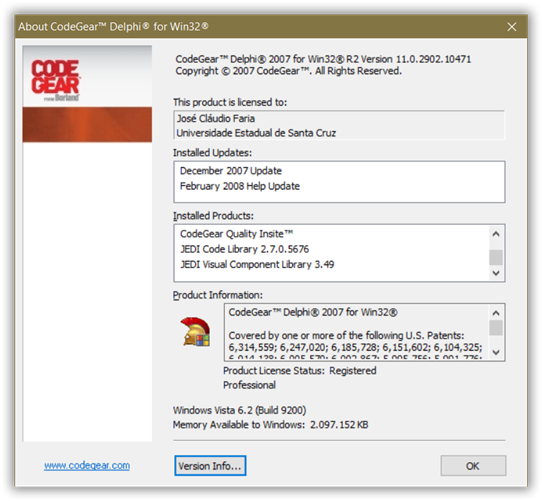 About CodeGear™ Delphi® for Win32®
CODE
GEAR
FROM Borland®
CodeGear™ Delphi® 2007 for Win32® R2 Version 11.0.2902.10471
Copyright © 2007 CodeGear™. All Rights Reserved.
This product is licensed to:
José Cláudio Faria
Universidade Estadual de Santa Cruz
Installed Updates:
December 2007 Update
February 2008 Help Update
Installed Products:
CodeGear Quality Insite™
JEDI Code Library 2.7.0.5676
JEDI Visual Component Library 3.49
Product Information:
CodeGear™ Delphi® 2007 for Win32®
Covered by one or more of the following U.S. Patents:
6,314,559; 6,247,020; 6,185,728; 6,151,602; 6,104,325;
Product License Status: Registered
Professional
Windows Vista 6.2 (Build 9200)
Memory Available to Windows: 2.097.152 KB
www.codegear.com
Version Info...
OK